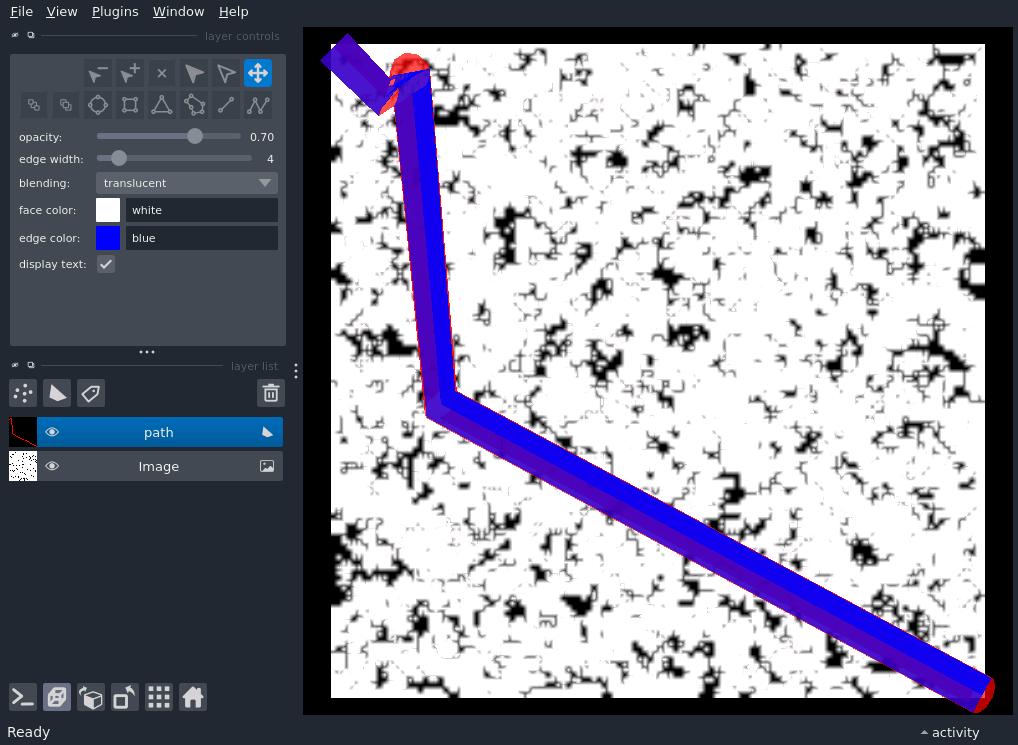 File View Plugins Window Help
layer controls
opacity: 0.70
edge width: 4
blending: translucent
face color: white
edge color: blue
display text:
layer list
path
Image
Ready
activity